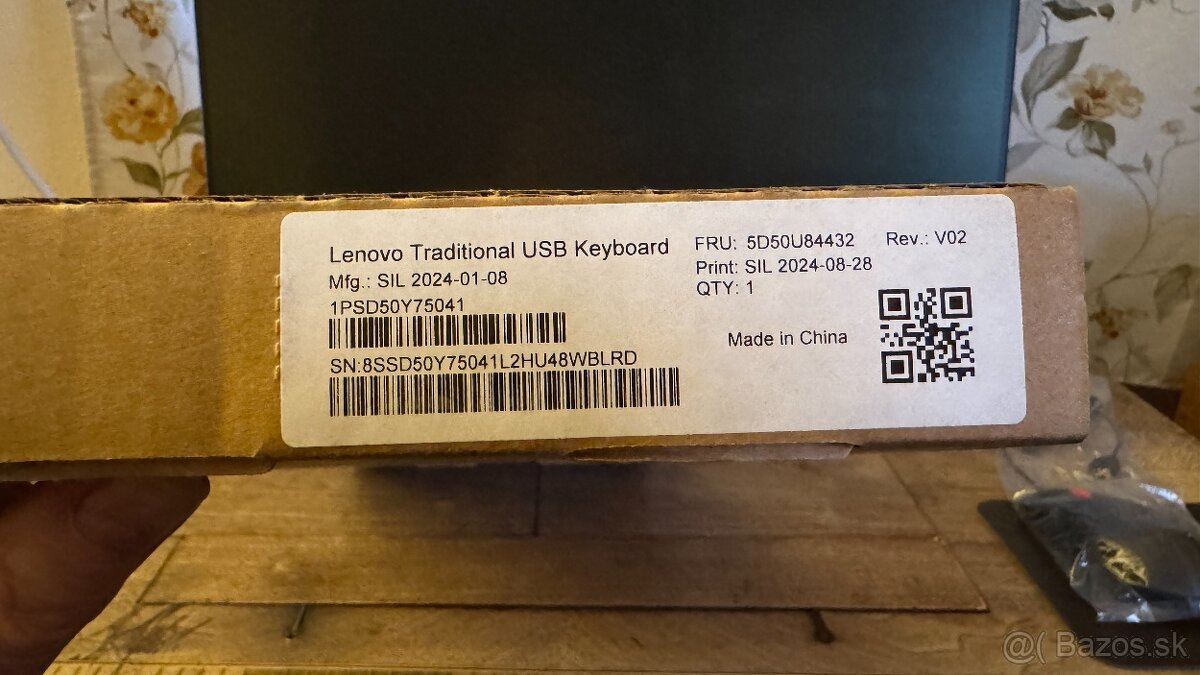 Lenovo Traditional USB Keyboard
Mfg.: SIL 2024-01-08
1PSD50Y75041
SN:8SSD50Y75041L2HU48WBLRD
FRU: 5D50U84432 Rev.: V02
Print: SIL 2024-08-28
QTY: 1
Made in China
@( Bazos.sk